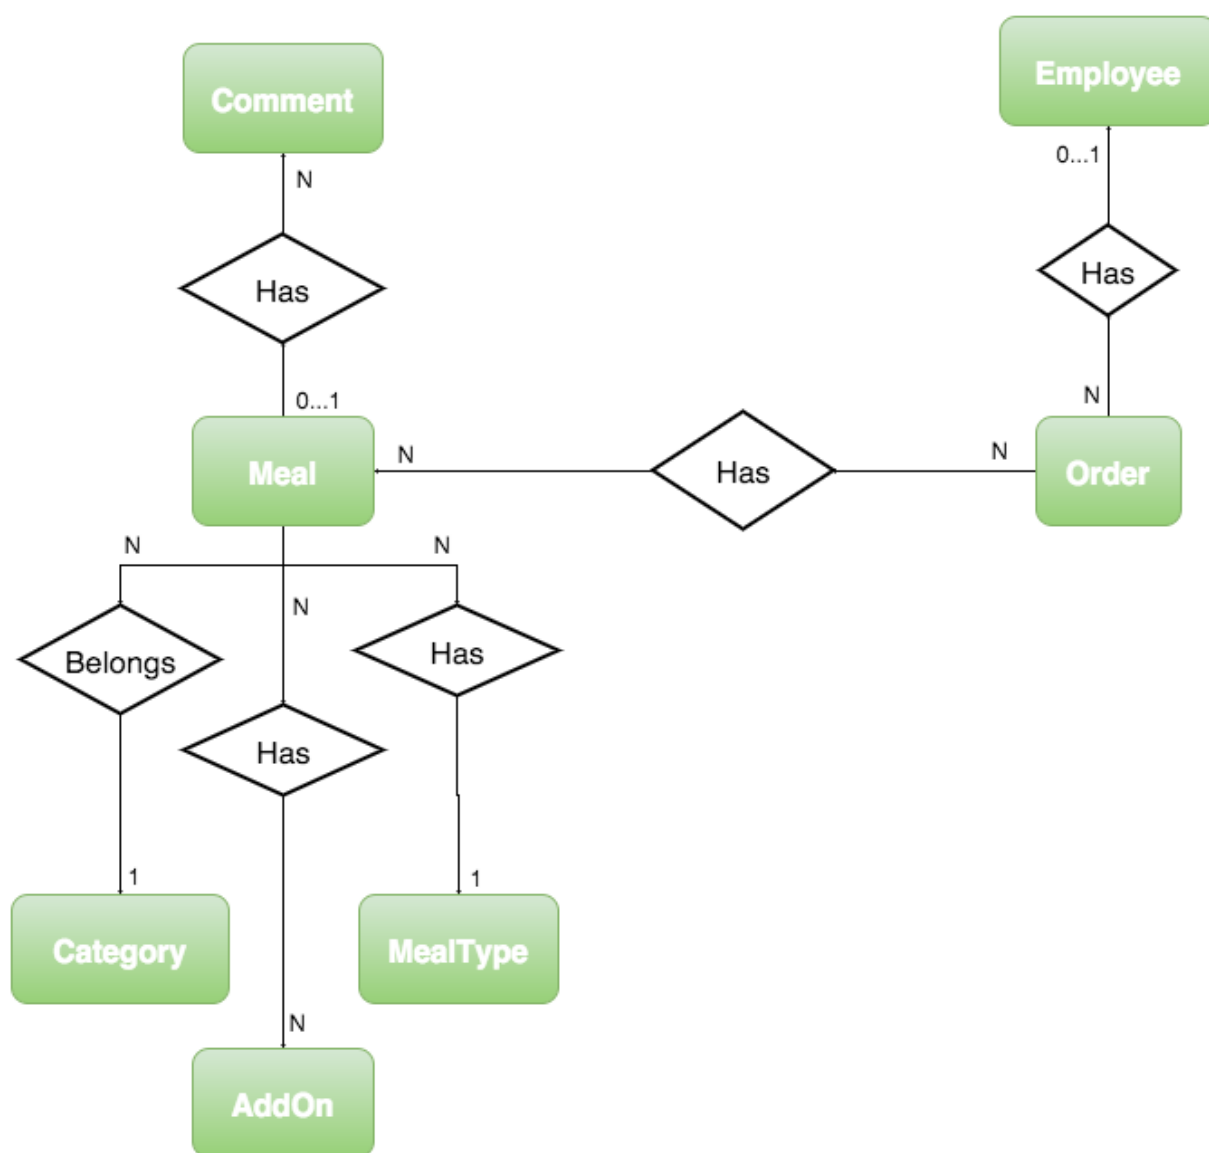 Employee
Comment
0...1
N
Has
Has
N
0...1
N
N
Meal
Has
Order
N
N
N
Belongs
Has
Has
1
1
Category
MealType
N
AddOn